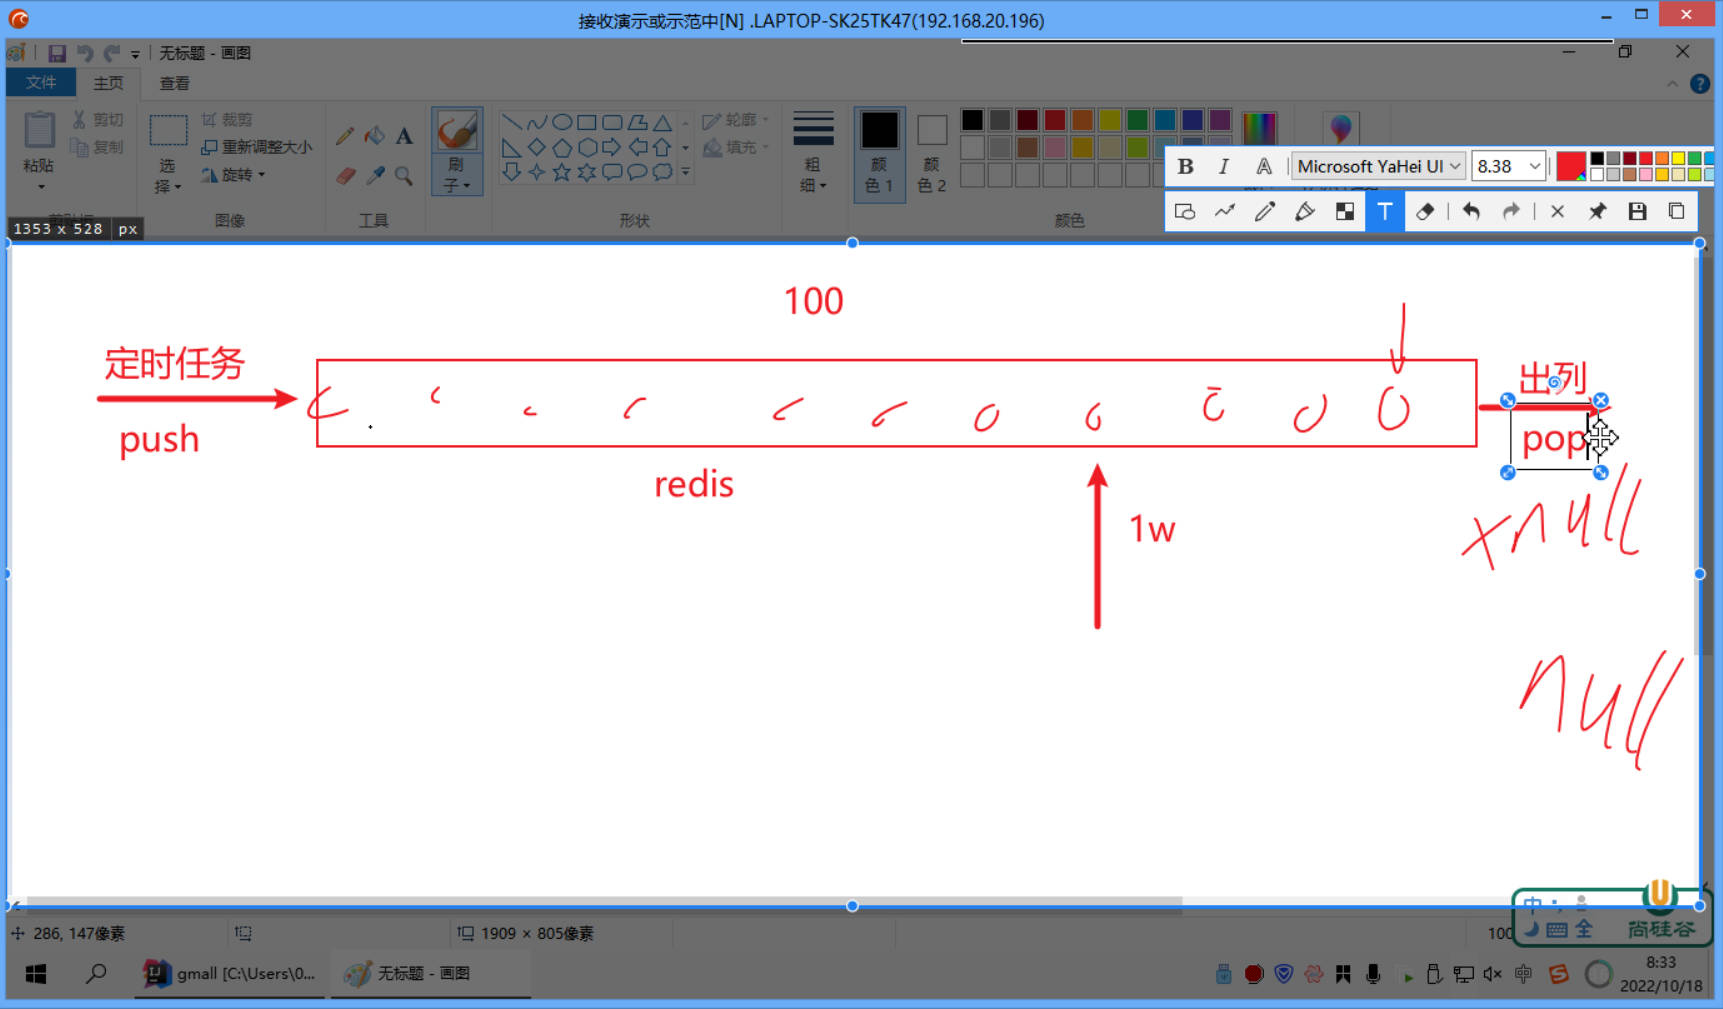 接收演示或示范中[N] .LAPTOP-SK25TK47(192.168.20.196)
无标题 - 画图
文件 主页 查看
剪切
复制
粘贴
裁剪
重新调整大小
旋转
选择
刷子
轮廓
填充
粗细
颜色 1
颜色 2
图像
工具
形状
颜色
B I A Microsoft YaHei UI 8.38
T
1353 x 528 px
100
定时任务
push
redis
1w
出列
pop
xnull
null
中
全
尚硅谷
286, 147像素
1909 × 805像素
100
gmall [C:\Users\0...
无标题 - 画图
中
8:33
2022/10/18